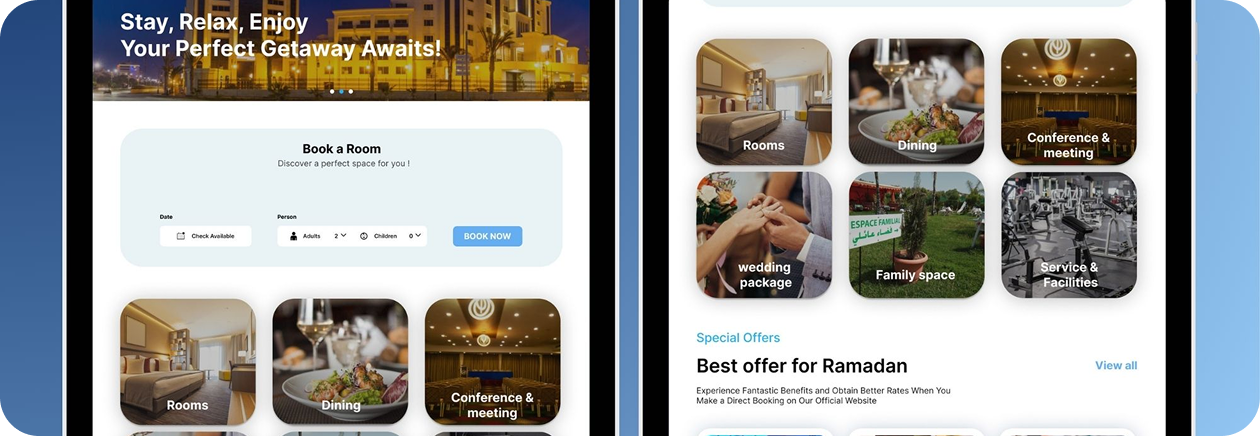 Stay, Relax, Enjoy
Your Perfect Getaway Awaits!
Book a Room
Discover a perfect space for you !
Date
Person
Check Available
Adults 2
Children 0
BOOK NOW
Rooms
Dining
Conference &
meeting
Rooms
Dining
Conference &
meeting
wedding
package
ESPACE FAMILIAL
فضاء عائلي
Family space
Service &
Facilities
Special Offers
Best offer for Ramadan
View all
Experience Fantastic Benefits and Obtain Better Rates When You
Make a Direct Booking on Our Official Website